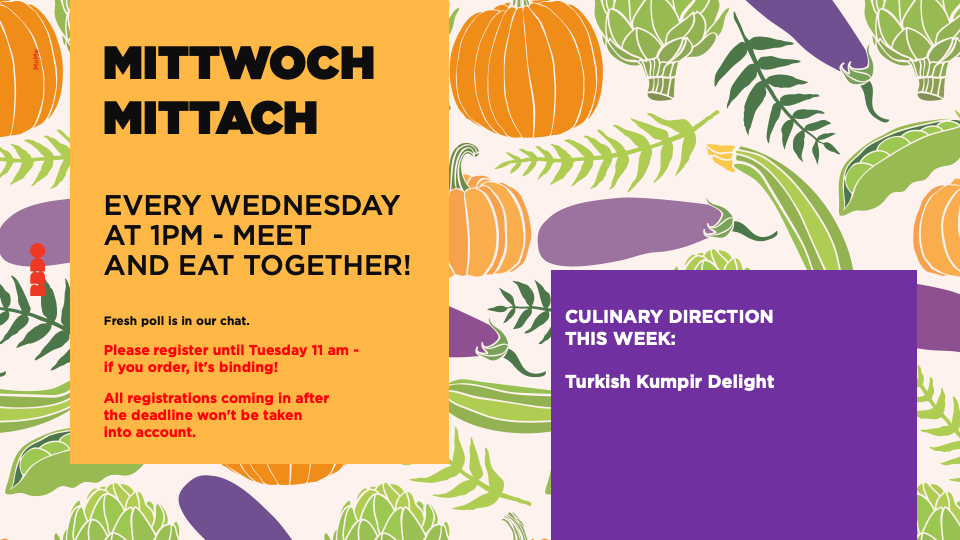 MoMe
MITTWOCH
MITTACH
EVERY WEDNESDAY
AT 1PM - MEET
AND EAT TOGETHER!
Fresh poll is in our chat.
Please register until Tuesday 11 am -
if you order, it's binding!
All registrations coming in after
the deadline won't be taken
into account.
CULINARY DIRECTION
THIS WEEK:
Turkish Kumpir Delight